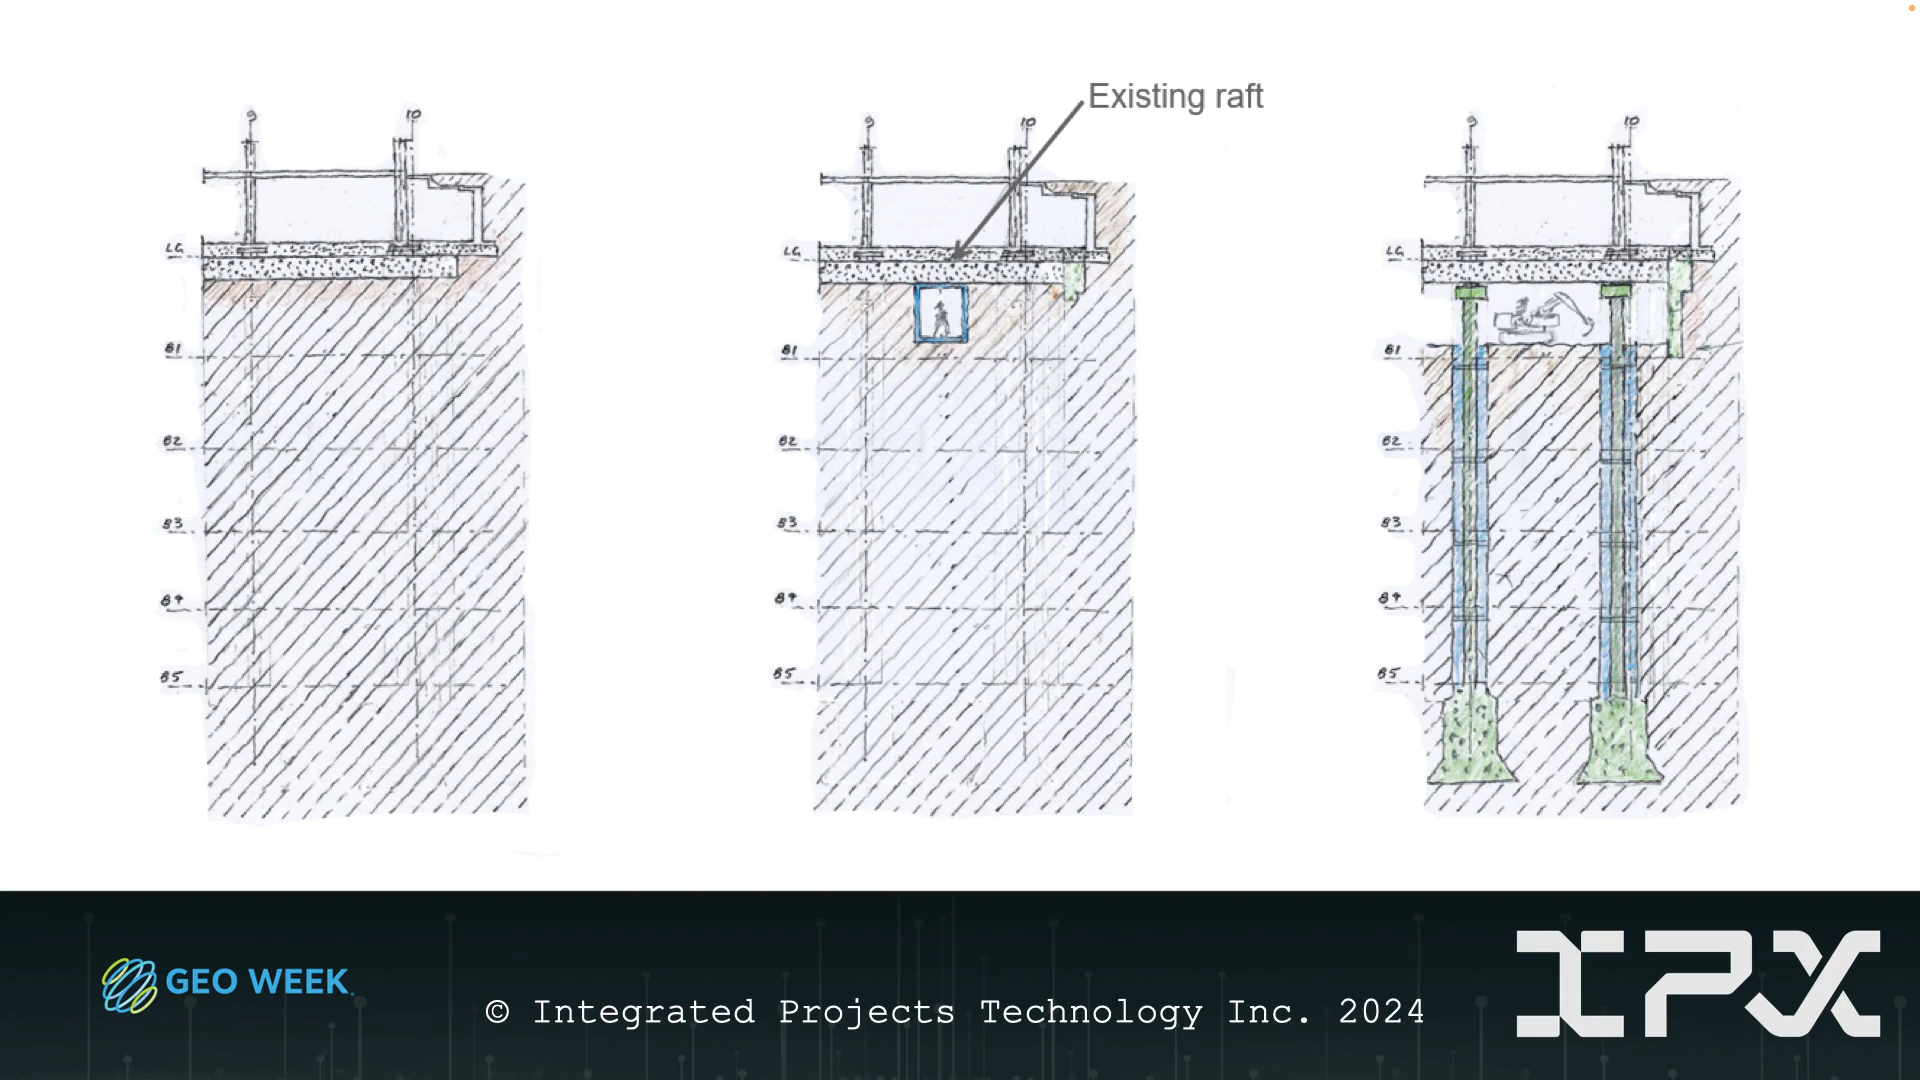 Existing raft
9 10
LG
B1
B2
B3
B4
B5
9 10
LG
B1
B2
B3
B4
B5
9 10
LG
B1
B2
B3
B4
B5
GEO WEEK.
© Integrated Projects Technology Inc. 2024
IPX